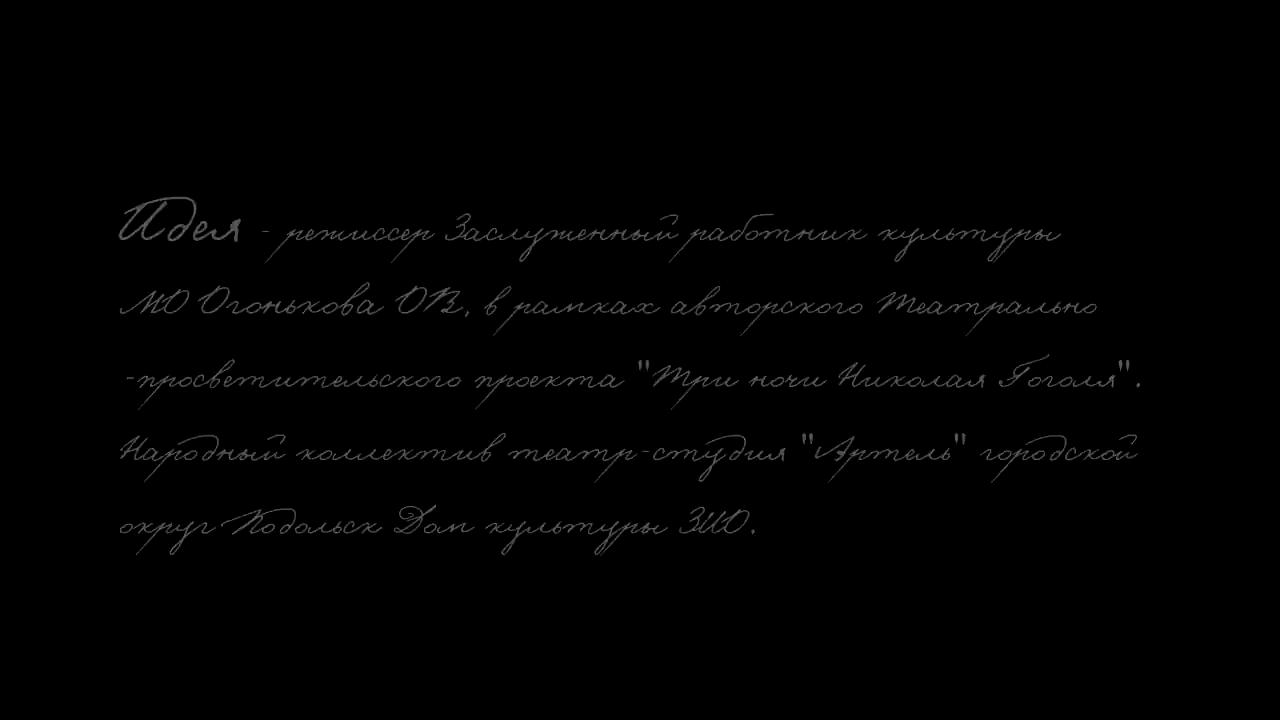 Идея - режиссер Заслуженный работник культуры
МО Огонькова ОВ, в рамках авторского Театрально
-просветительского проекта "Три ночи Николая Гоголя".
Народный коллектив театр-студия "Артель" городской
округ Подольск Дом культуры ЗИО.